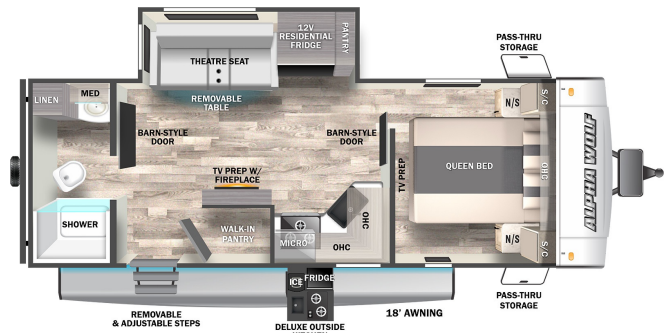 12V
RESIDENTIAL
FRIDGE
PANTRY
PASS-THRU
STORAGE
THEATRE SEAT
LINEN
MED
REMOVABLE
TABLE
N/S
S/C
BARN-STYLE
DOOR
BARN-STYLE
DOOR
TV PREP
QUEEN BED
OHC
ALPHA WOLF
TV PREP W/
FIREPLACE
SHOWER
WALK-IN
PANTRY
MICRO
OHC
OHC
N/S
S/C
ICE
FRIDGE
PASS-THRU
STORAGE
REMOVABLE
& ADJUSTABLE STEPS
18' AWNING
DELUXE OUTSIDE